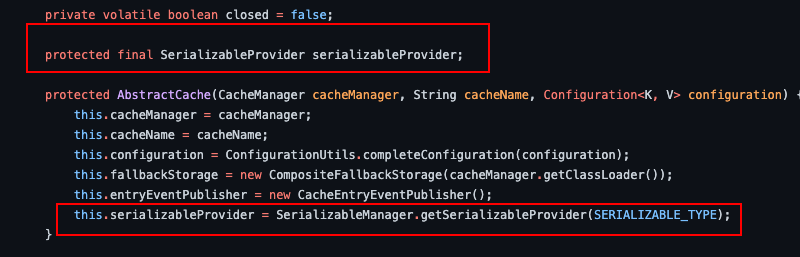 private volatile boolean closed = false;
protected final SerializableProvider serializableProvider;
protected AbstractCache(CacheManager cacheManager, String cacheName, Configuration<K, V> configuration) {
this.cacheManager = cacheManager;
this.cacheName = cacheName;
this.configuration = ConfigurationUtils.completeConfiguration(configuration);
this.fallbackStorage = new CompositeFallbackStorage(cacheManager.getClassLoader());
this.entryEventPublisher = new CacheEntryEventPublisher();
this.serializableProvider = SerializableManager.getSerializableProvider(SERIALIZABLE_TYPE);
}